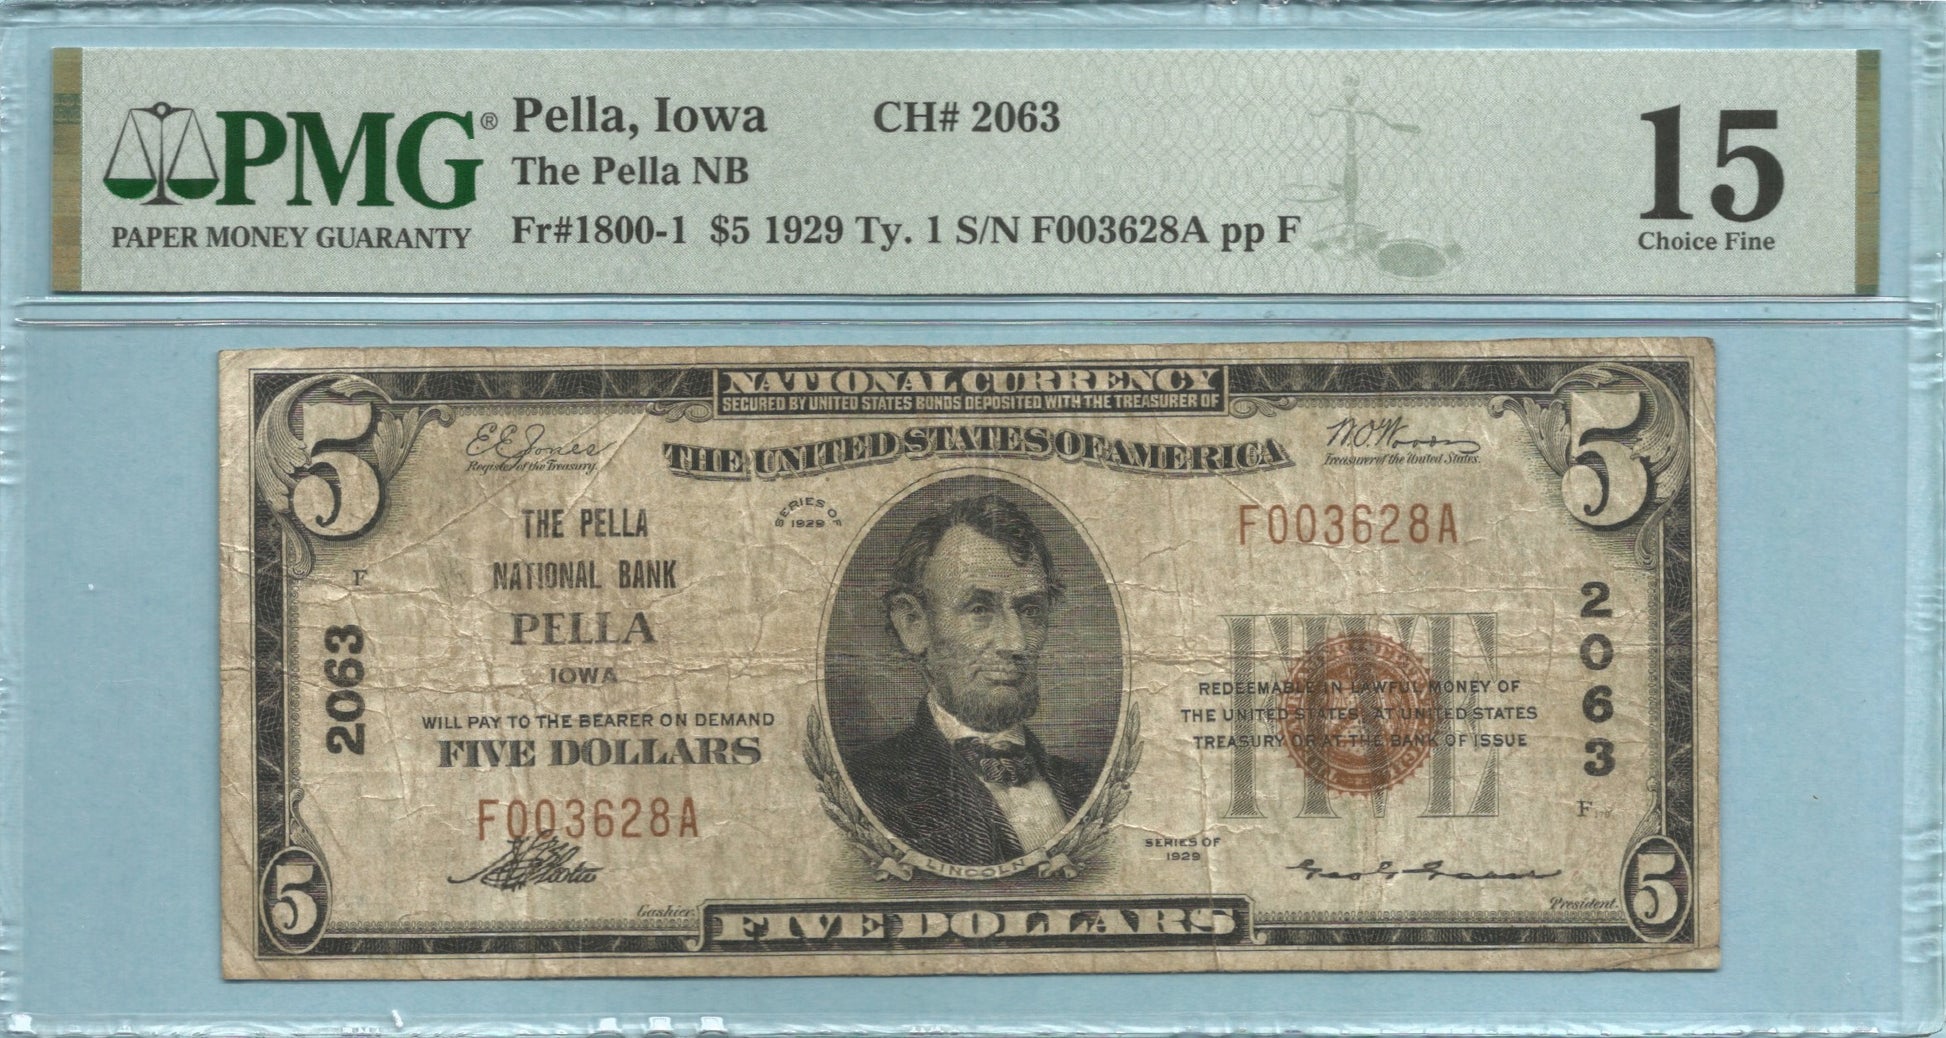 PMG®
PAPER MONEY GUARANTY
Pella, Iowa CH# 2063
The Pella NB
Fr#1800-1 $5 1929 Ty. 1 S/N F003628A pp F
15
Choice Fine
NATIONAL CURRENCY
SECURED BY UNITED STATES BONDS DEPOSITED WITH THE TREASURER OF
THE UNITED STATES OF AMERICA
5
5
E E Jones
Register of the Treasury.
W.O. Woods
Treasurer of the United States.
SERIES OF
1929
THE PELLA
NATIONAL BANK
PELLA
IOWA
F
F003628A
2063
2063
WILL PAY TO THE BEARER ON DEMAND
FIVE DOLLARS
FIVE
REDEEMABLE IN LAWFUL MONEY OF
THE UNITED STATES AT UNITED STATES
TREASURY OR AT THE BANK OF ISSUE
F003628A
F
SERIES OF
1929
LINCOLN
Cashier.
President.
5
FIVE DOLLARS
5